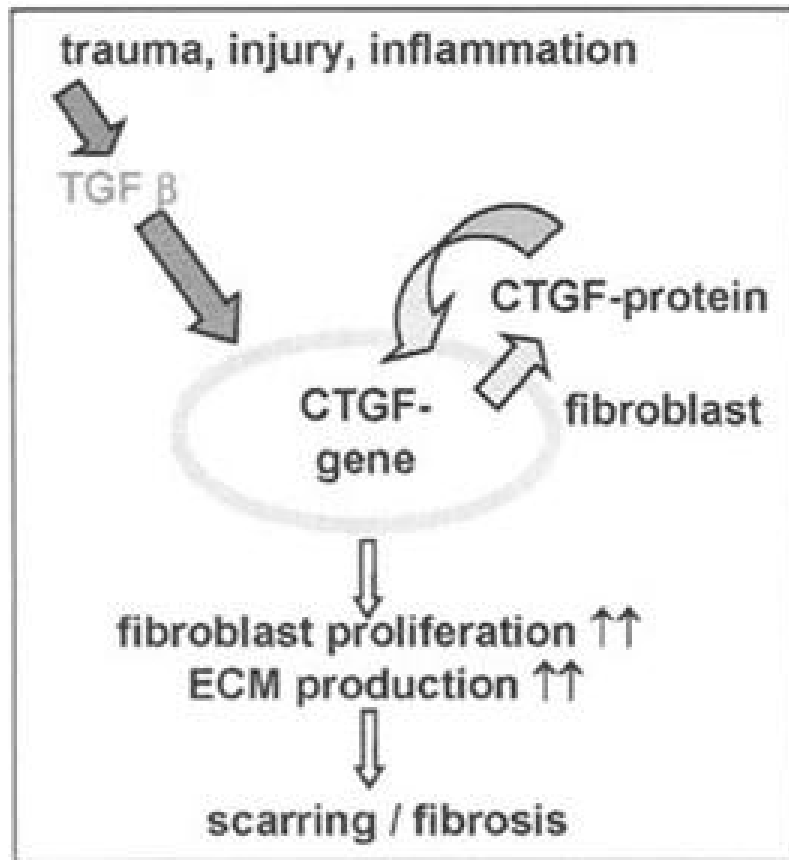 trauma, injury, inflammation
TGF β
CTGF-protein
CTGF-
gene
fibroblast
fibroblast proliferation ↑↑
ECM production ↑↑
scarring / fibrosis